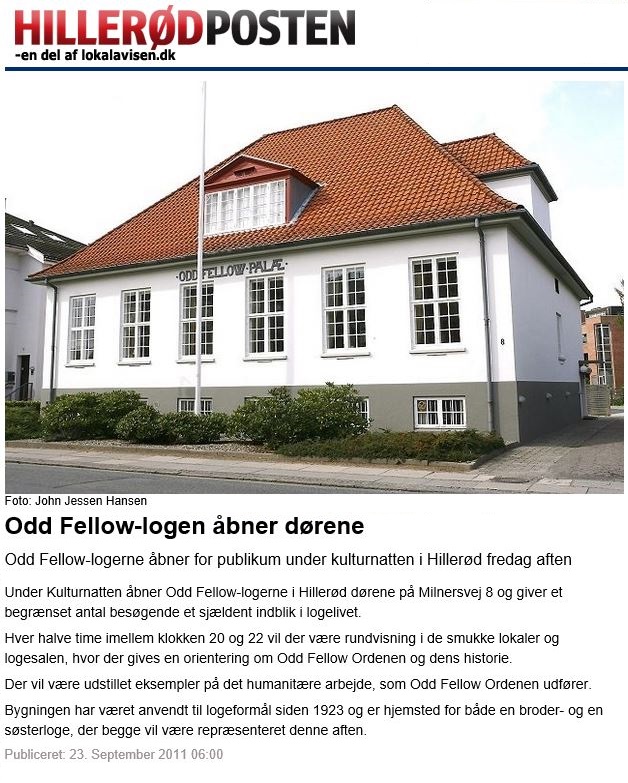 HILLERØDPOSTEN
-en del af lokalavisen.dk
·ODD FELLOW·PALÆ·
8
Foto: John Jessen Hansen
Odd Fellow-logen åbner dørene
Odd Fellow-logerne åbner for publikum under kulturnatten i Hillerød fredag aften
Under Kulturnatten åbner Odd Fellow-logerne i Hillerød dørene på Milnersvej 8 og giver et
begrænset antal besøgende et sjældent indblik i logelivet.
Hver halve time imellem klokken 20 og 22 vil der være rundvisning i de smukke lokaler og
logesalen, hvor der gives en orientering om Odd Fellow Ordenen og dens historie.
Der vil være udstillet eksempler på det humanitære arbejde, som Odd Fellow Ordenen udfører.
Bygningen har været anvendt til logeformål siden 1923 og er hjemsted for både en broder- og en
søsterloge, der begge vil være repræsenteret denne aften.
Publiceret: 23. September 2011 06:00